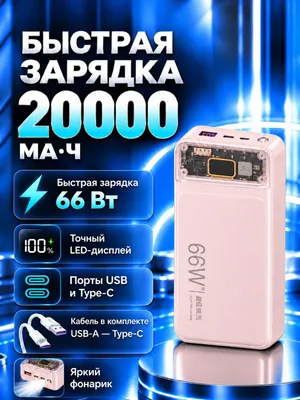 БЫСТРАЯ
ЗАРЯДКА
20000
МА·Ч
Быстрая зарядка
66 Вт
100%
Точный
LED-дисплей
Порты USB
и Type-C
Кабель в комплекте
USB-A — Type-C
Яркий
фонарик
66W